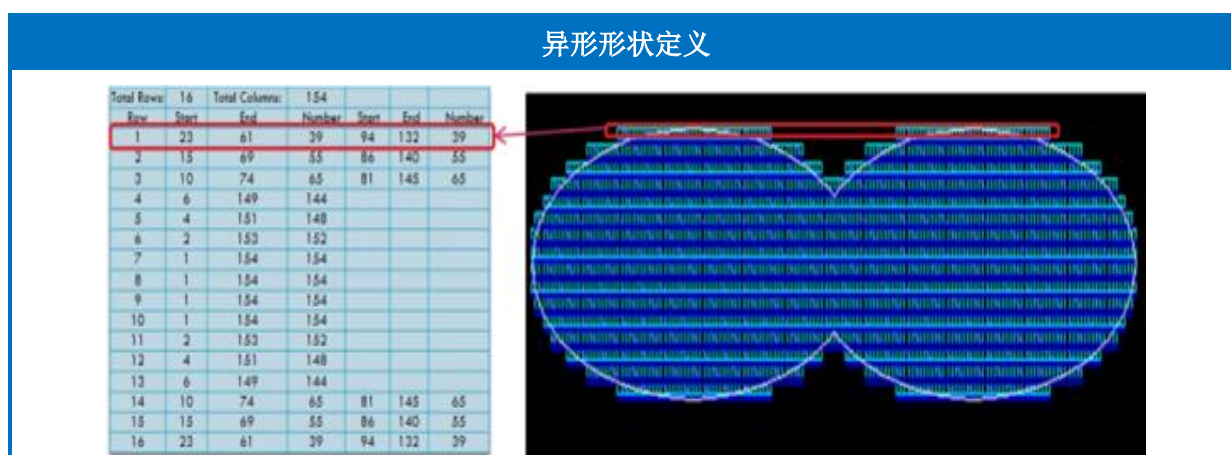 异形形状定义
Total Rows: 16 Total Columns: 154
Row Start End Number Start End Number
1 23 61 39 94 132 39
2 15 69 55 86 140 55
3 10 74 65 81 145 65
4 6 149 144
5 4 151 148
6 2 153 152
7 1 154 154
8 1 154 154
9 1 154 154
10 1 154 154
11 2 153 152
12 4 151 148
13 6 149 144
14 10 74 65 81 145 65
15 15 69 55 86 140 55
16 23 61 39 94 132 39